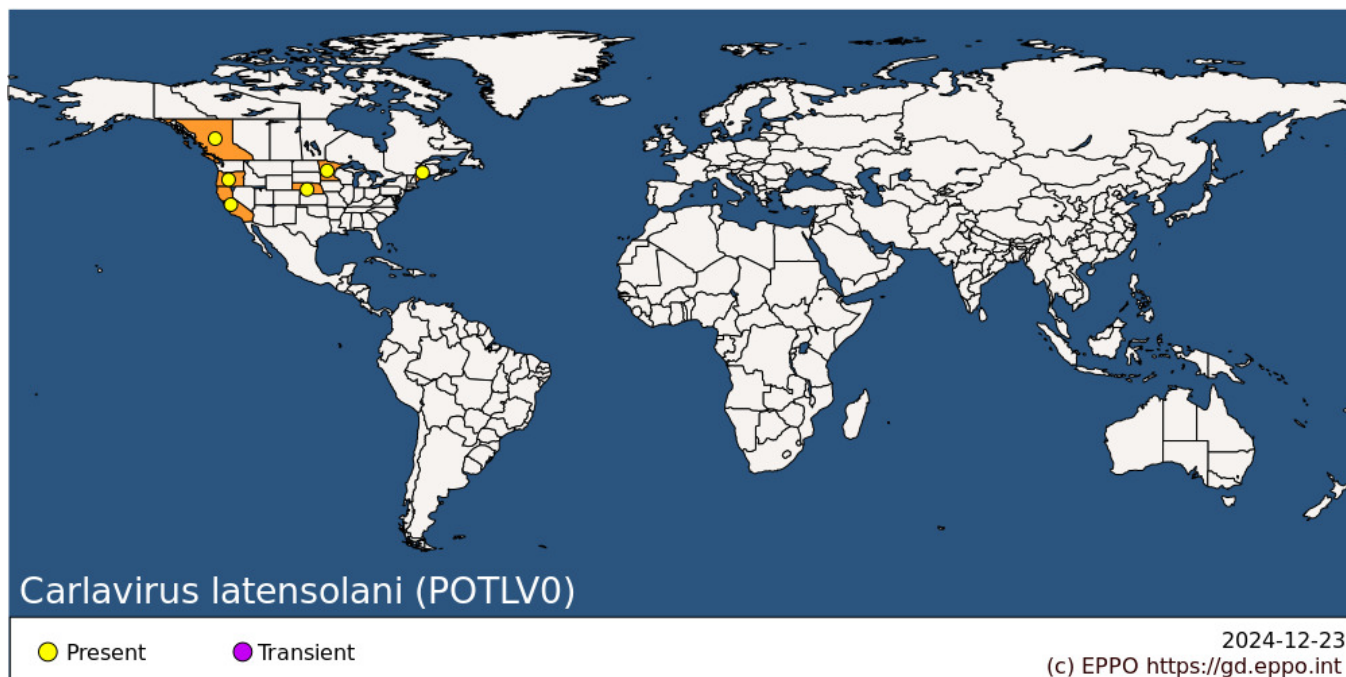 Carlavirus latensolani (POTLV0)
Present
Transient
2024-12-23
(c) EPPO https://gd.eppo.int